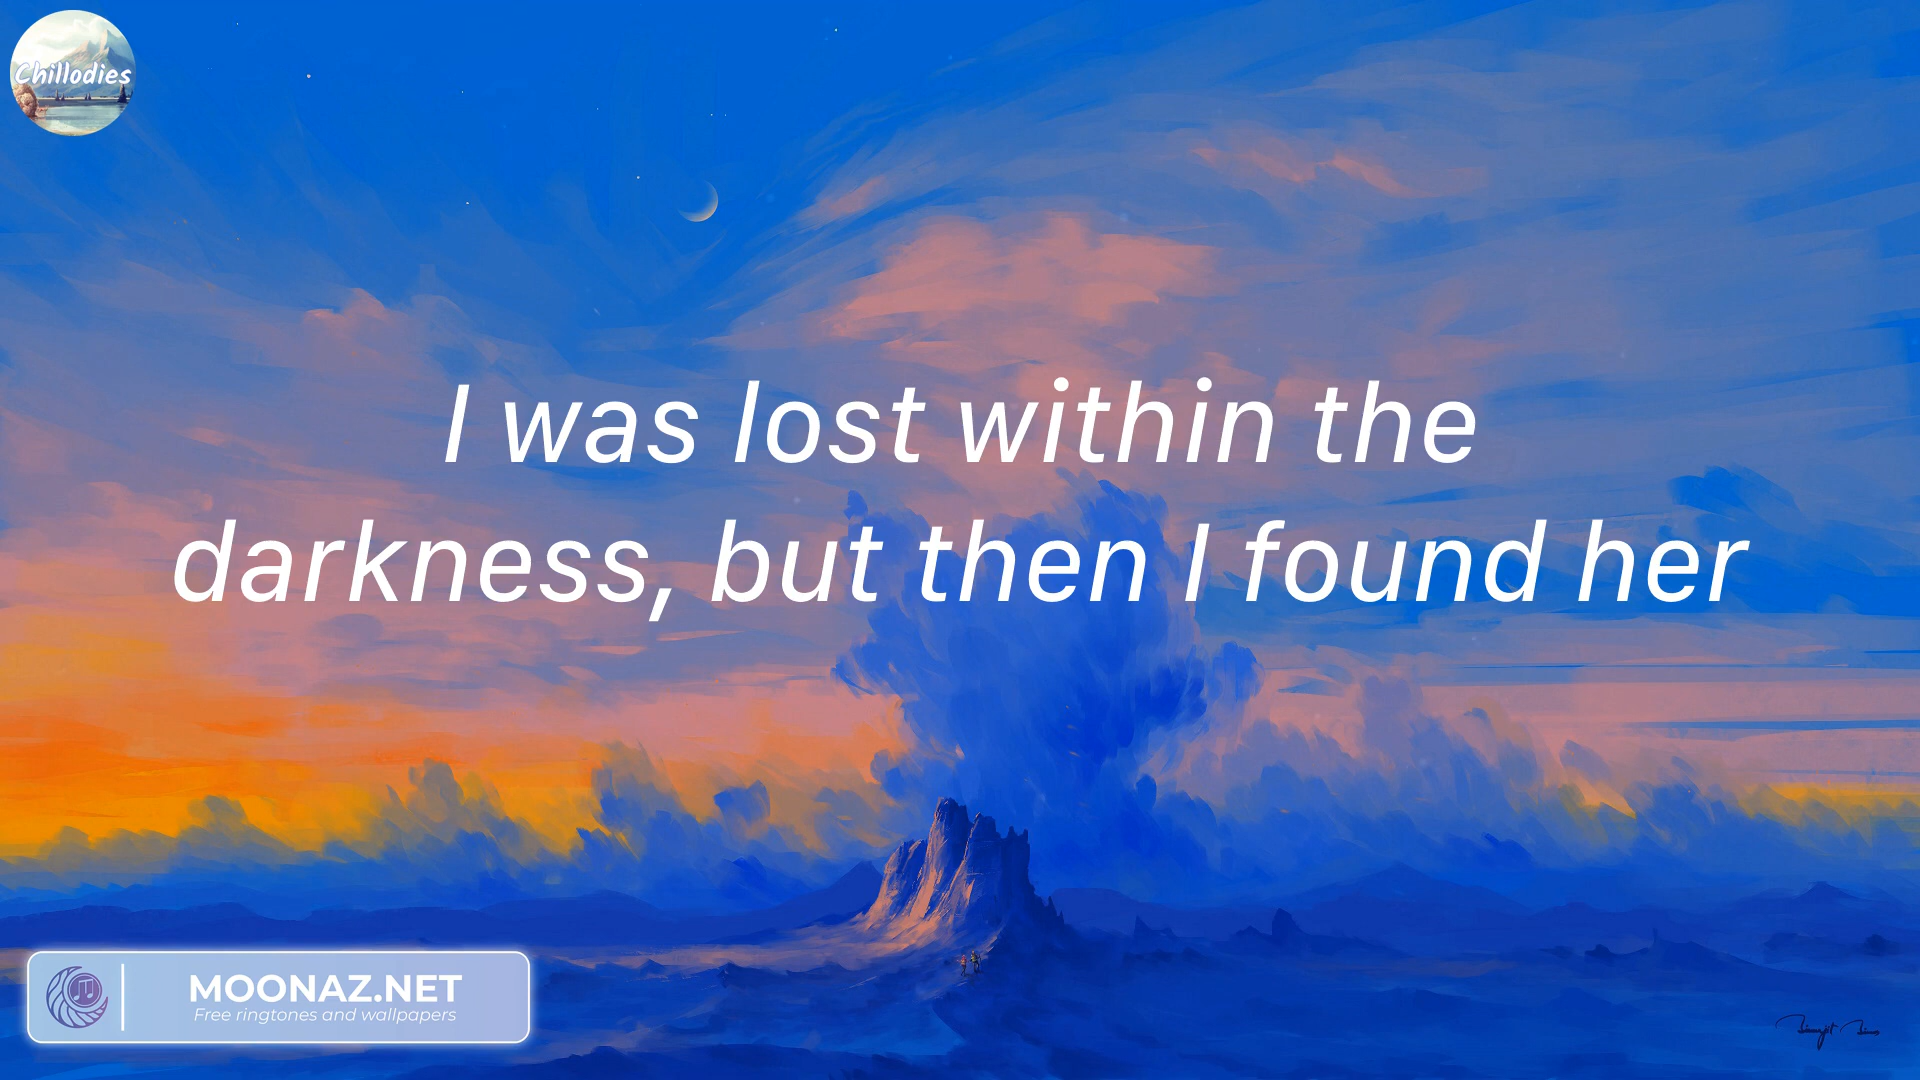 Chillodies
I was lost within the
darkness, but then I found her
MOONAZ.NET
Free ringtones and wallpapers